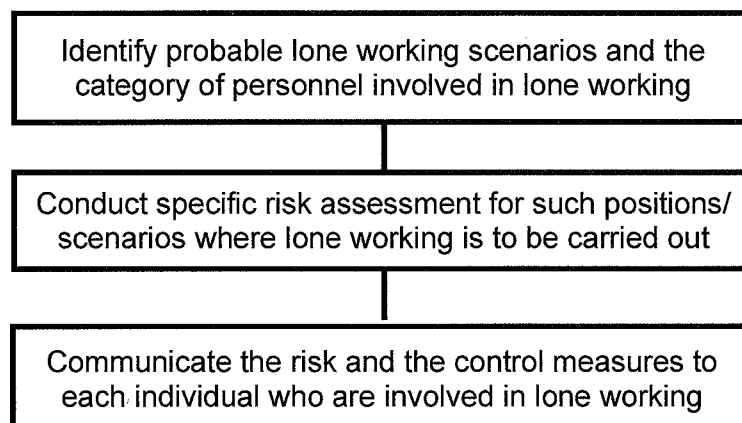 Identify probable lone working scenarios and the
category of personnel involved in lone working
Conduct specific risk assessment for such positions/
scenarios where lone working is to be carried out
Communicate the risk and the control measures to
each individual who are involved in lone working